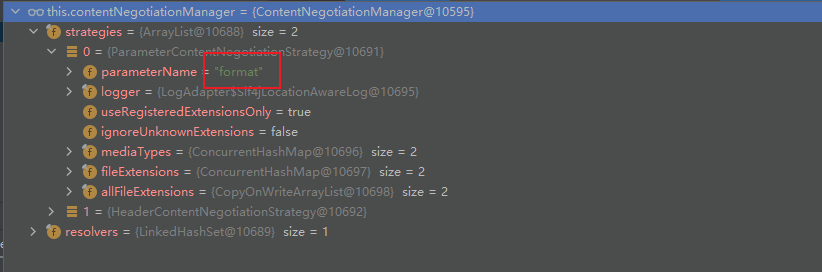 this.contentNegotiationManager = {ContentNegotiationManager@10595}
strategies = {ArrayList@10688} size = 2
0 = {ParameterContentNegotiationStrategy@10691}
f parameterName = "format"
f logger = {LogAdapter$Slf4jLocationAwareLog@10695}
f useRegisteredExtensionsOnly = true
f ignoreUnknownExtensions = false
f mediaTypes = {ConcurrentHashMap@10696} size = 2
f fileExtensions = {ConcurrentHashMap@10697} size = 2
f allFileExtensions = {CopyOnWriteArrayList@10698} size = 2
1 = {HeaderContentNegotiationStrategy@10692}
f resolvers = {LinkedHashSet@10689} size = 1